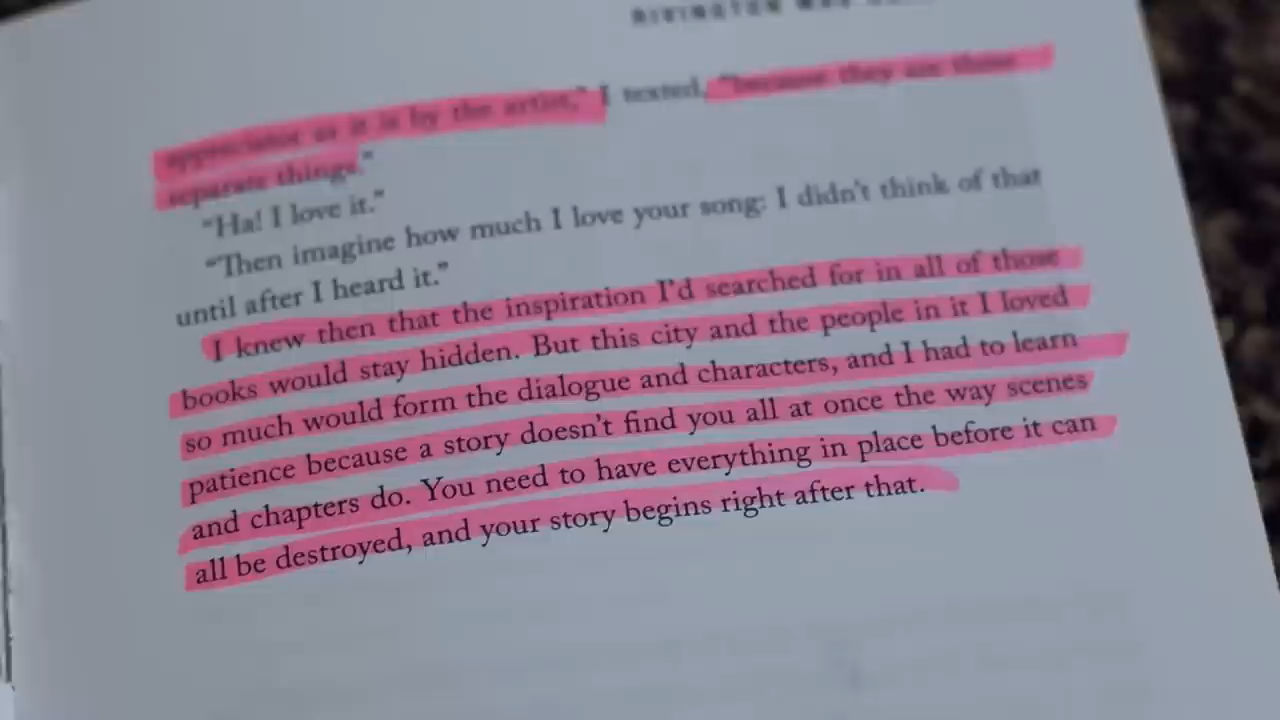 RIVINGTON WAS
appreciator as it is by the artist,” I texted, “because they are three
separate things.”
“Ha! I love it.”
“Then imagine how much I love your song: I didn’t think of that
until after I heard it.”
I knew then that the inspiration I’d searched for in all of those
books would stay hidden. But this city and the people in it I loved
so much would form the dialogue and characters, and I had to learn
patience because a story doesn’t find you all at once the way scenes
and chapters do. You need to have everything in place before it can
all be destroyed, and your story begins right after that.